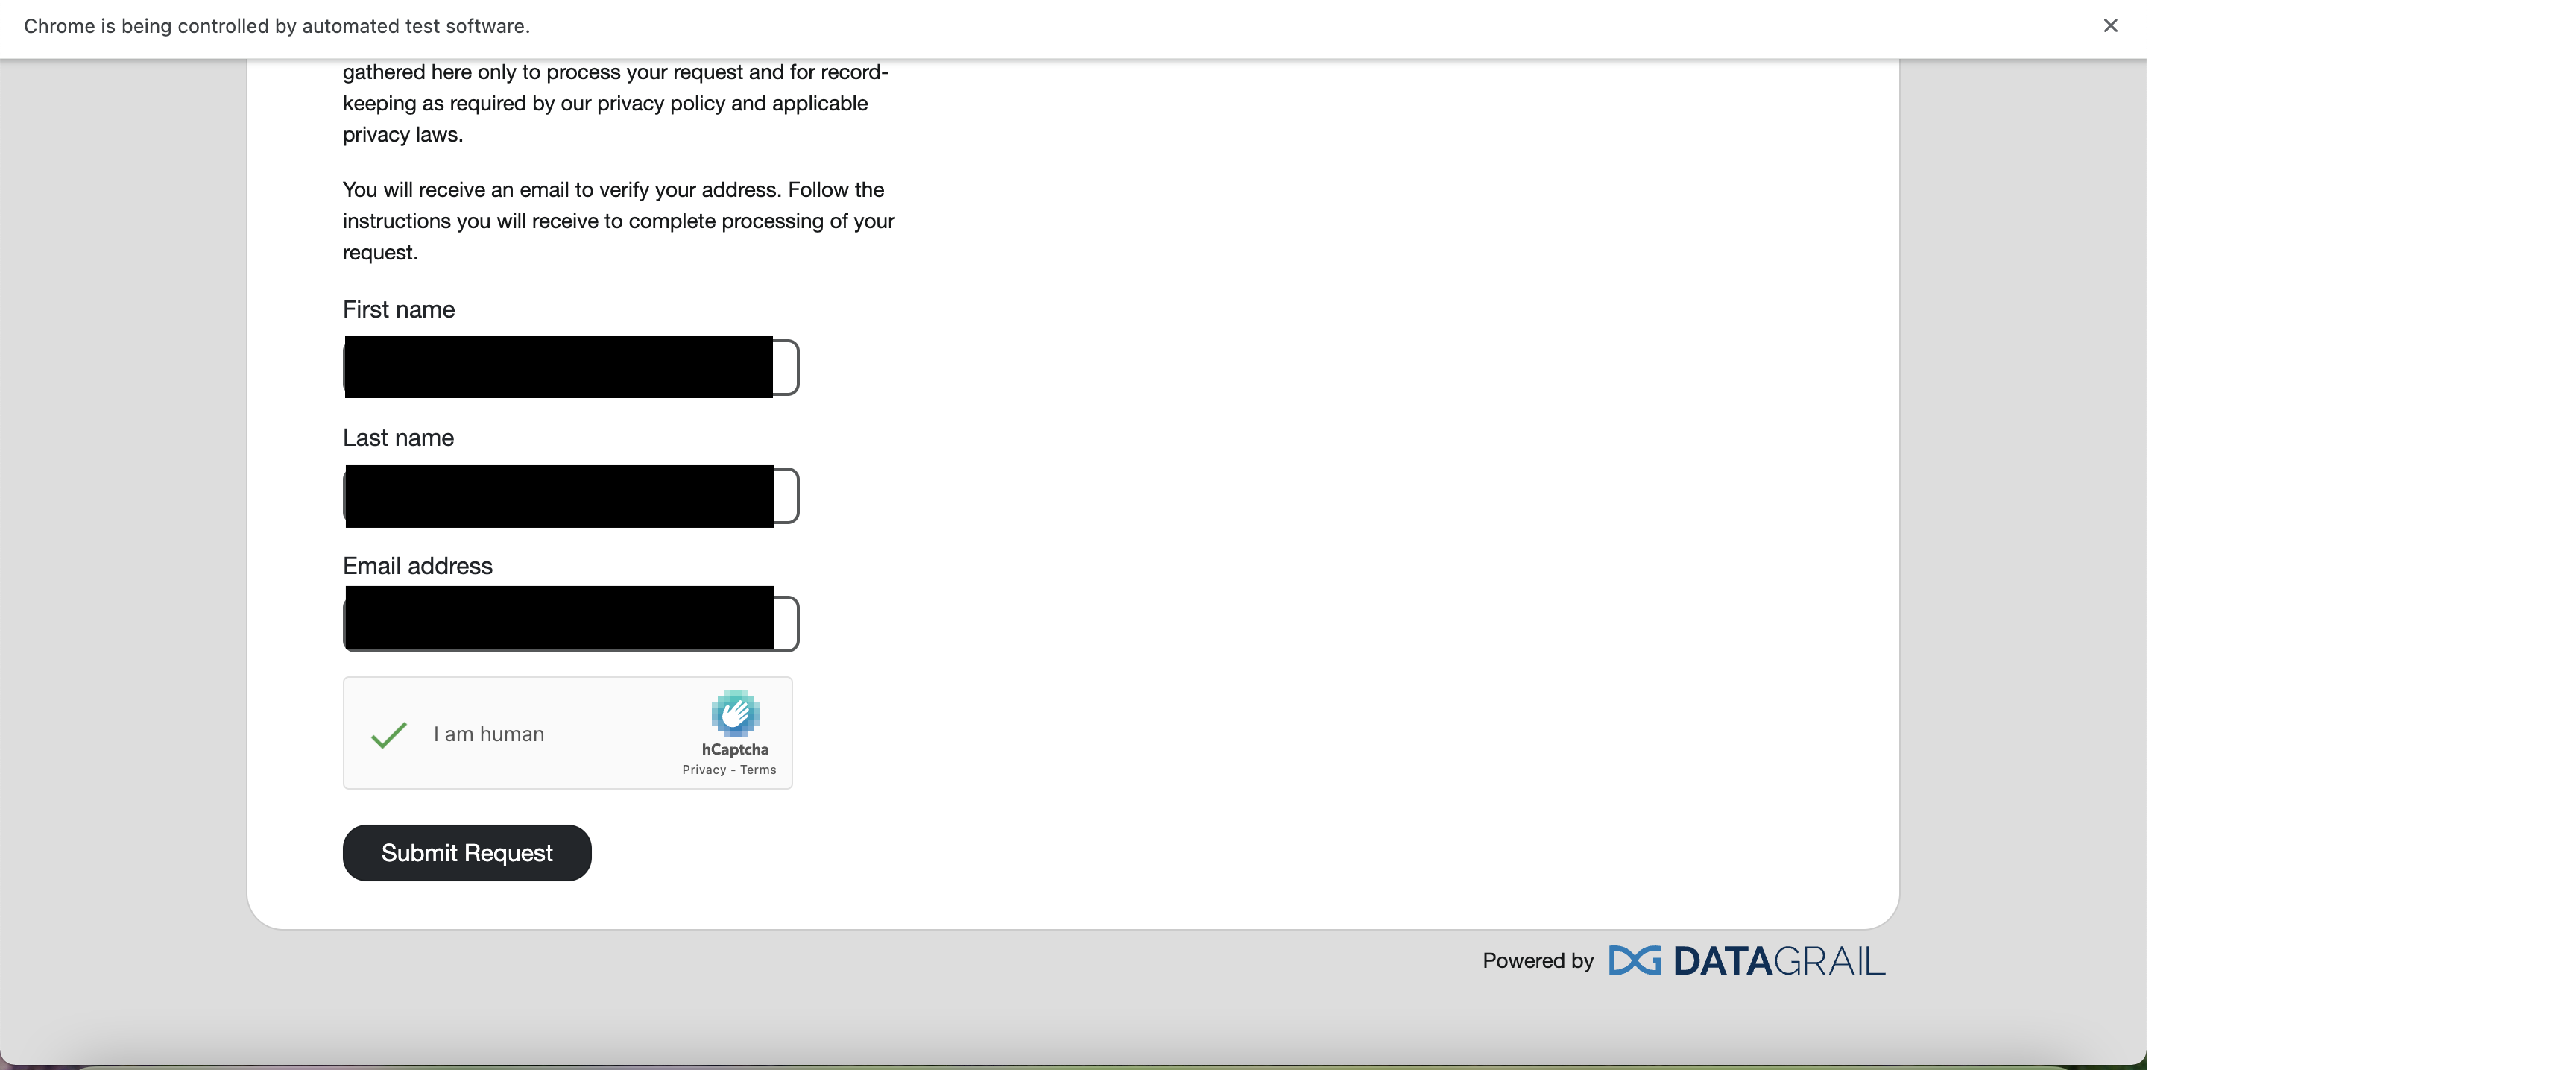 Chrome is being controlled by automated test software.
gathered here only to process your request and for record-
keeping as required by our privacy policy and applicable
privacy laws.
You will receive an email to verify your address. Follow the
instructions you will receive to complete processing of your
request.
First name
Last name
Email address
I am human
hCaptcha
Privacy - Terms
Submit Request
Powered by DG DATAGRAIL